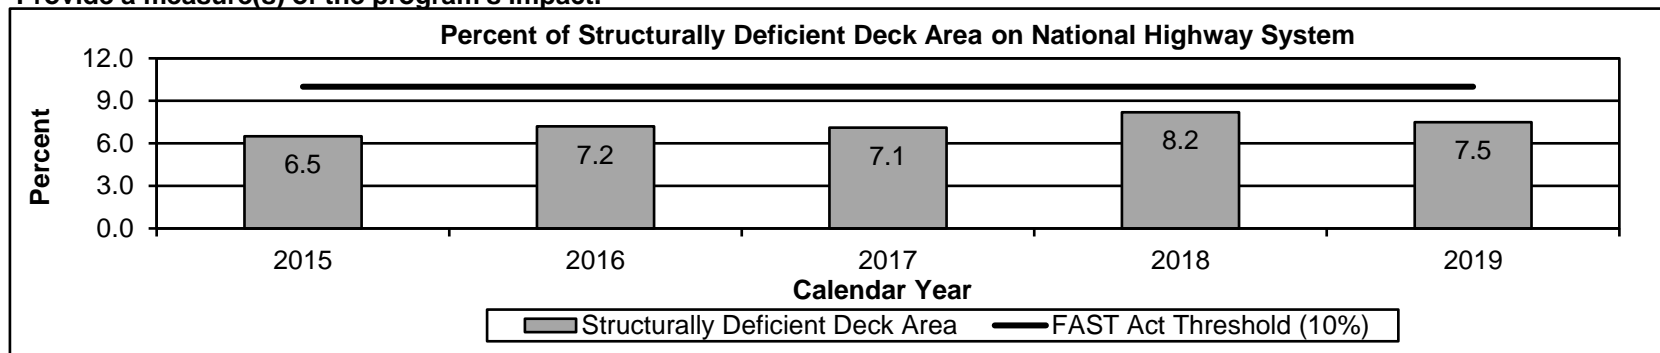 Provide a measure(s) of the program's impact.
Percent of Structurally Deficient Deck Area on National Highway System
12.0
9.0
6.0
3.0
0.0
Percent
6.5
7.2
7.1
8.2
7.5
2015
2016
2017
2018
2019
Calendar Year
Structurally Deficient Deck Area
FAST Act Threshold (10%)